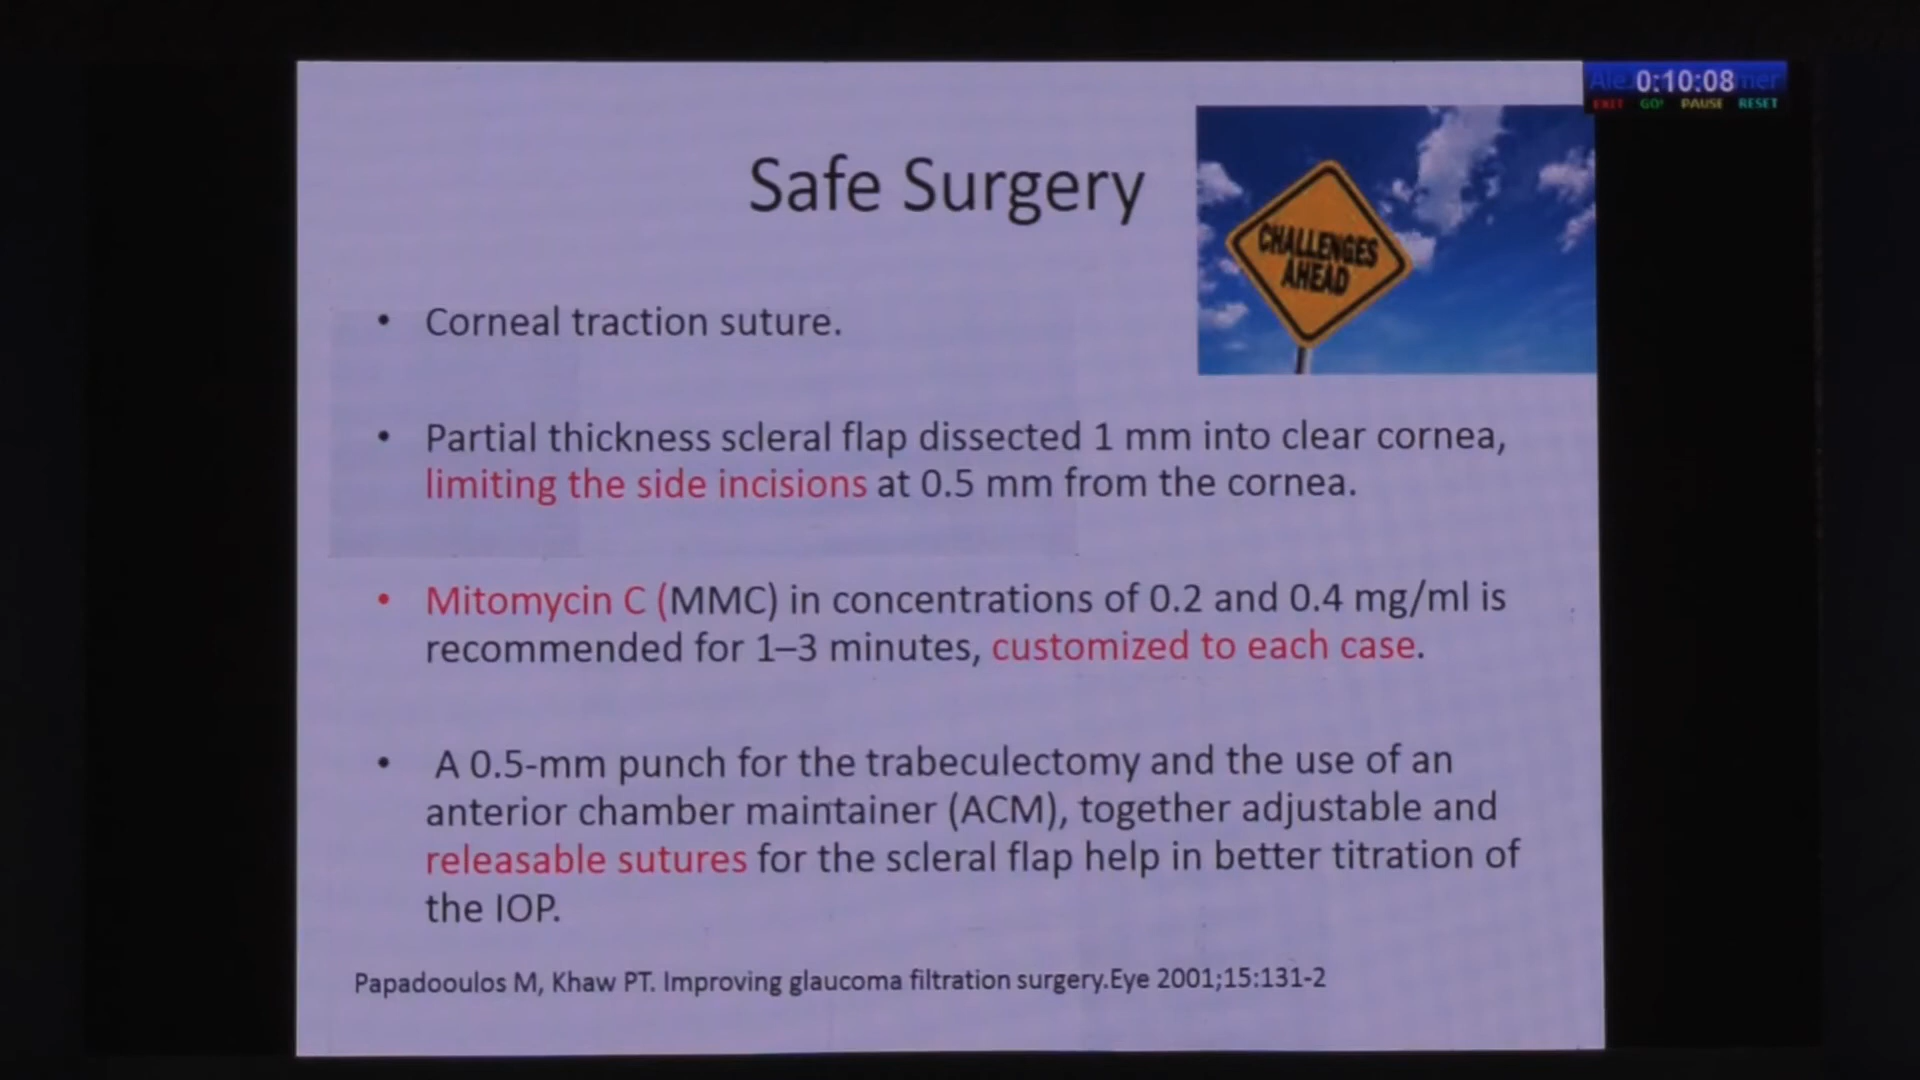 0:10:08
EXIT GO! PAUSE RESET
Safe Surgery
CHALLENGES
AHEAD
• Corneal traction suture.
• Partial thickness scleral flap dissected 1 mm into clear cornea,
limiting the side incisions at 0.5 mm from the cornea.
• Mitomycin C (MMC) in concentrations of 0.2 and 0.4 mg/ml is
recommended for 1–3 minutes, customized to each case.
• A 0.5-mm punch for the trabeculectomy and the use of an
anterior chamber maintainer (ACM), together adjustable and
releasable sutures for the scleral flap help in better titration of
the IOP.
Papadooulos M, Khaw PT. Improving glaucoma filtration surgery.Eye 2001;15:131-2